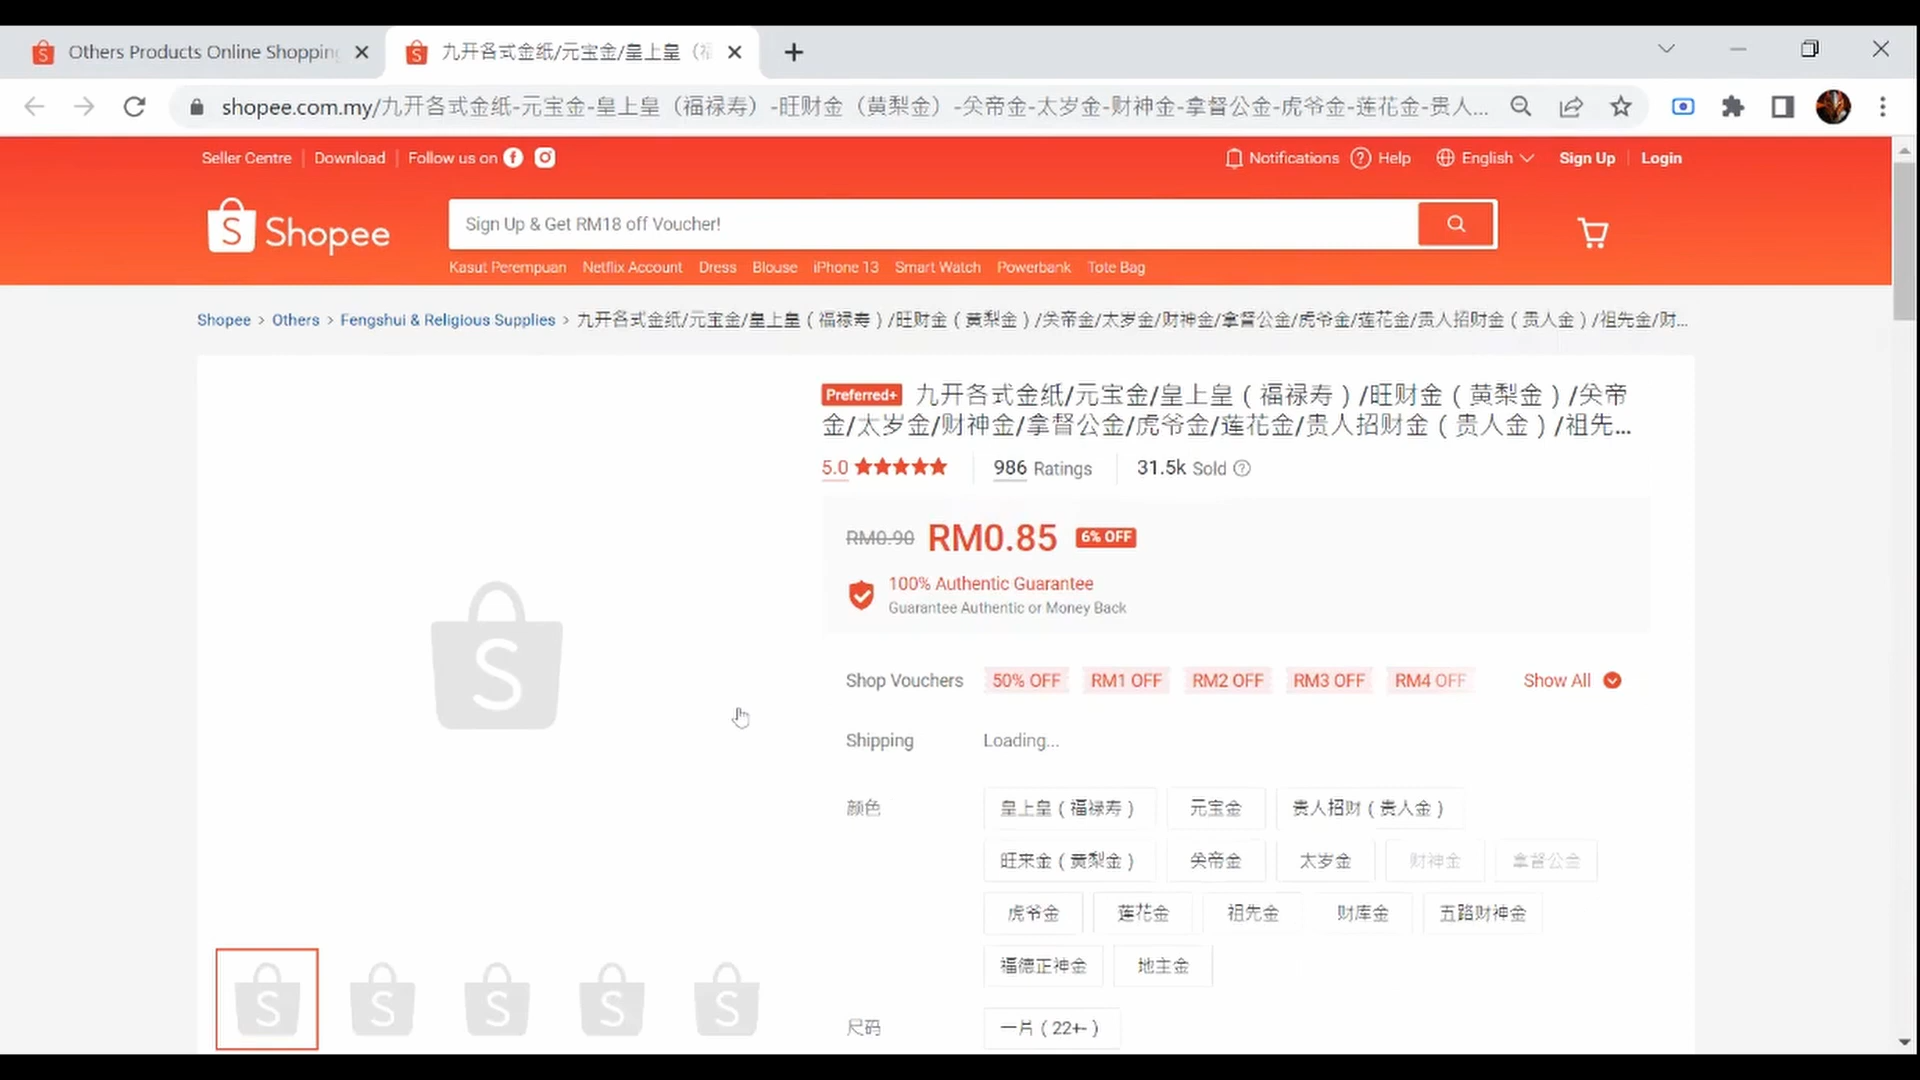 Others Products Online Shopping
九开各式金纸/元宝金/皇上皇（福
shopee.com.my/九开各式金纸-元宝金-皇上皇（福禄寿）-旺财金（黄梨金）-关帝金-太岁金-财神金-拿督公金-虎爷金-莲花金-贵人...
Seller Centre
Download
Follow us on
Notifications
Help
English
Sign Up
Login
Shopee
Sign Up & Get RM18 off Voucher!
Kasut Perempuan Netflix Account Dress Blouse iPhone 13 Smart Watch Powerbank Tote Bag
Shopee > Others > Fengshui & Religious Supplies > 九开各式金纸/元宝金/皇上皇（福禄寿）/旺财金（黄梨金）/关帝金/太岁金/财神金/拿督公金/虎爷金/莲花金/贵人招财金（贵人金）/祖先金/财...
Preferred+ 九开各式金纸/元宝金/皇上皇（福禄寿）/旺财金（黄梨金）/关帝
金/太岁金/财神金/拿督公金/虎爷金/莲花金/贵人招财金（贵人金）/祖先...
5.0
986 Ratings
31.5k Sold
RM0.90 RM0.85 6% OFF
100% Authentic Guarantee
Guarantee Authentic or Money Back
Shop Vouchers 50% OFF RM1 OFF RM2 OFF RM3 OFF RM4 OFF Show All
Shipping Loading...
颜色 皇上皇（福禄寿） 元宝金 贵人招财（贵人金）
旺来金（黄梨金） 关帝金 太岁金 财神金 拿督公金
虎爷金 莲花金 祖先金 财库金 五路财神金
福德正神金 地主金
尺码 一片（22+-）